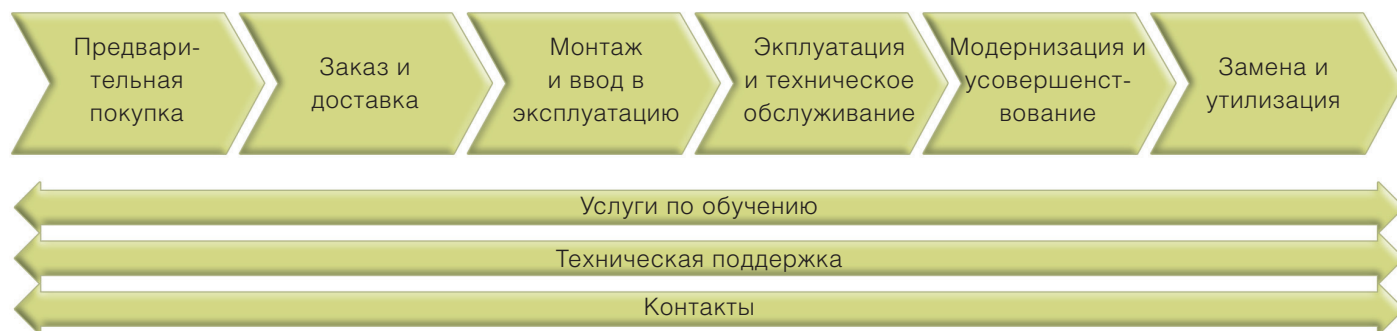 Предвари-
тельная
покупка
Заказ и
доставка
Монтаж
и ввод в
эксплуатацию
Экплуатация
и техническое
обслуживание
Модернизация и
усовершенст-
вование
Замена и
утилизация
Услуги по обучению
Техническая поддержка
Контакты